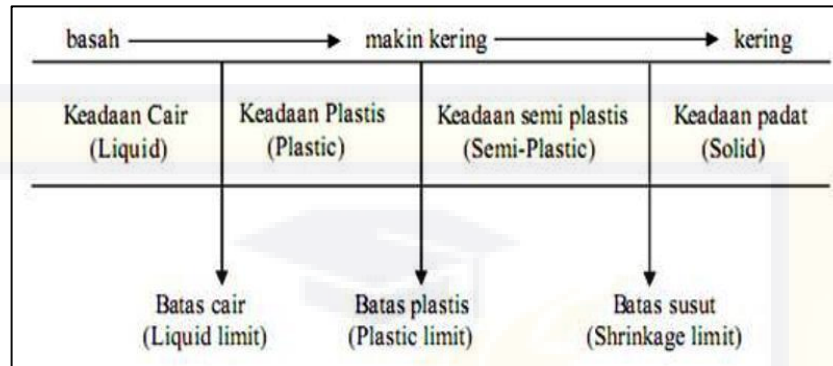 basah makin kering kering
Keadaan Cair Keadaan Plastis Keadaan semi plastis Keadaan padat
(Liquid) (Plastic) (Semi-Plastic) (Solid)
Batas cair Batas plastis Batas susut
(Liquid limit) (Plastic limit) (Shrinkage limit)